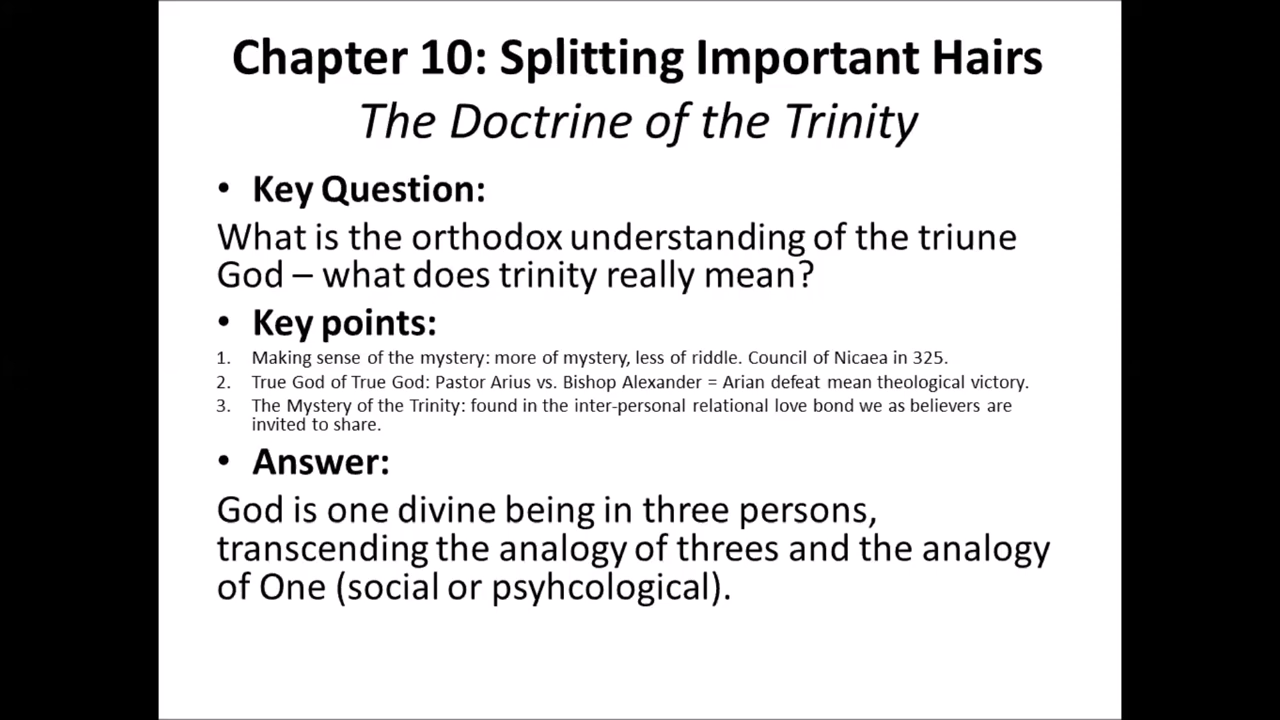 Chapter 10: Splitting Important Hairs
The Doctrine of the Trinity
• Key Question:
What is the orthodox understanding of the triune
God – what does trinity really mean?
• Key points:
1. Making sense of the mystery: more of mystery, less of riddle. Council of Nicaea in 325.
2. True God of True God: Pastor Arius vs. Bishop Alexander = Arian defeat mean theological victory.
3. The Mystery of the Trinity: found in the inter-personal relational love bond we as believers are
invited to share.
• Answer:
God is one divine being in three persons,
transcending the analogy of threes and the analogy
of One (social or psyhcological).